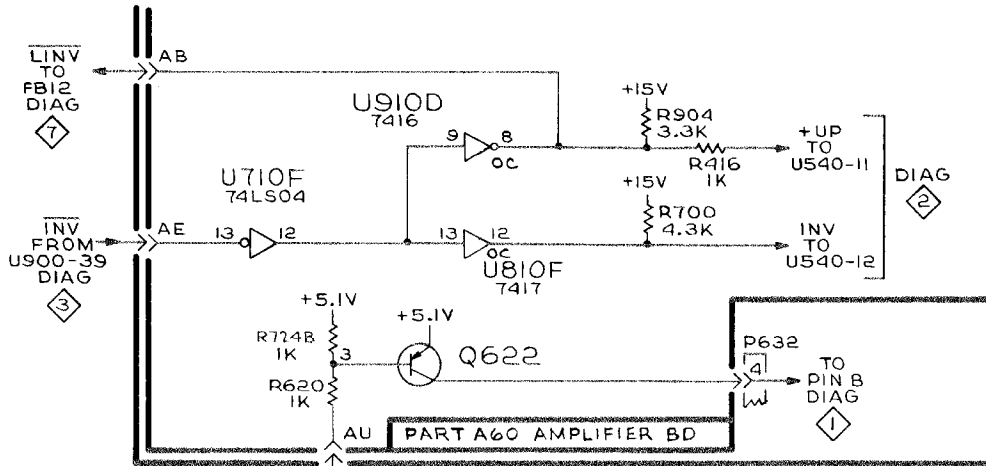 LINV
TO
FB12
DIAG
7
AB
U910D
7416
9
8
OC
+15V
R904
3.3K
R416
1K
+UP
TO
U540-11
DIAG
2
U710F
74LS04
INV
FROM
U900-39
DIAG
3
AE
13
12
13
12
OC
U810F
7417
+15V
R700
4.3K
INV
TO
U540-12
+5.1V
R724B
1K
3
R620
1K
+5.1V
Q622
P632
4
TO
PIN B
DIAG
1
AU
PART A60 AMPLIFIER BD